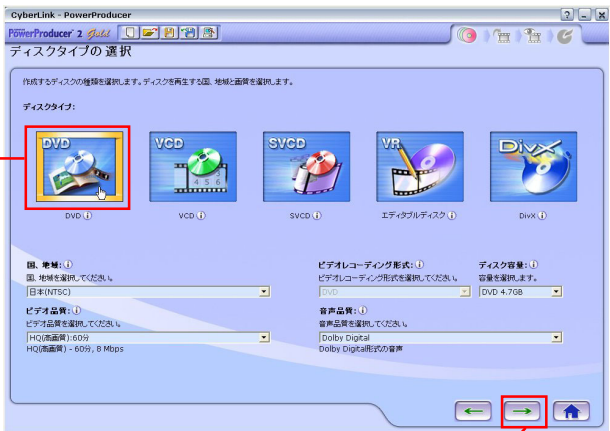 CyberLink - PowerProducer
PowerProducer 2 Gold
ディスクタイプの選択
作成するディスクの種類を選択します。ディスクを再生する国、地域と画質を選択します。
ディスクタイプ:
DVD VCD SVCD VR DivX
4 5 6
DVD VCD SVCD エディタブルディスク DivX
国、地域: ビデオレコーディング形式: ディスク容量:
国、地域を選択してください。 ビデオレコーディング形式を選択してください。 容量を選択します。
日本(NTSC) DVD DVD 4.7GB
ビデオ品質: 音声品質:
ビデオ品質を選択してください。 音声品質を選択してください。
HQ(高画質):60分 Dolby Digital
HQ(高画質) - 60分, 8 Mbps Dolby Digital形式の音声